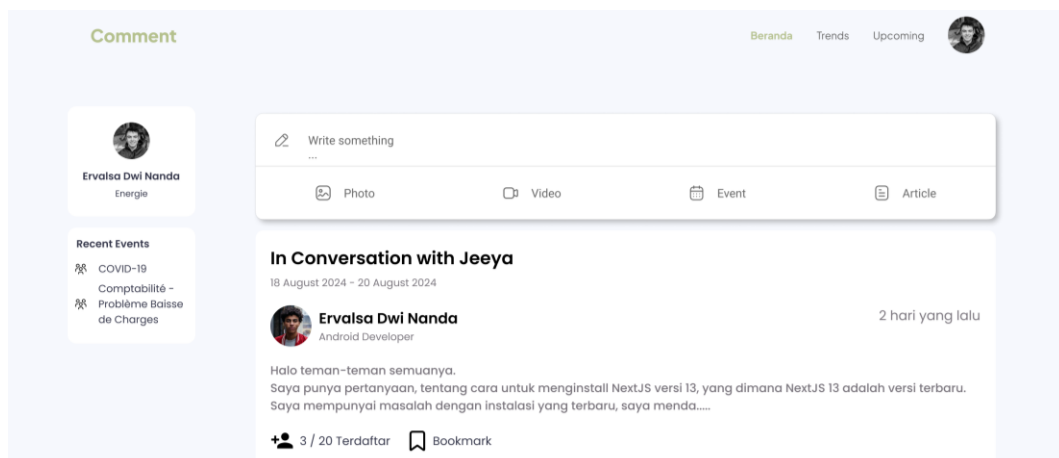 Comment
Beranda
Trends
Upcoming
Ervalsa Dwi Nanda
Energie
Recent Events
COVID-19
Comptabilité -
Problème Baisse
de Charges
Write something
...
Photo
Video
Event
Article
In Conversation with Jeeya
18 August 2024 - 20 August 2024
Ervalsa Dwi Nanda
Android Developer
2 hari yang lalu
Halo teman-teman semuanya.
Saya punya pertanyaan, tentang cara untuk menginstall NextJS versi 13, yang dimana NextJS 13 adalah versi terbaru.
Saya mempunyai masalah dengan instalasi yang terbaru, saya menda.....
3 / 20 Terdaftar
Bookmark